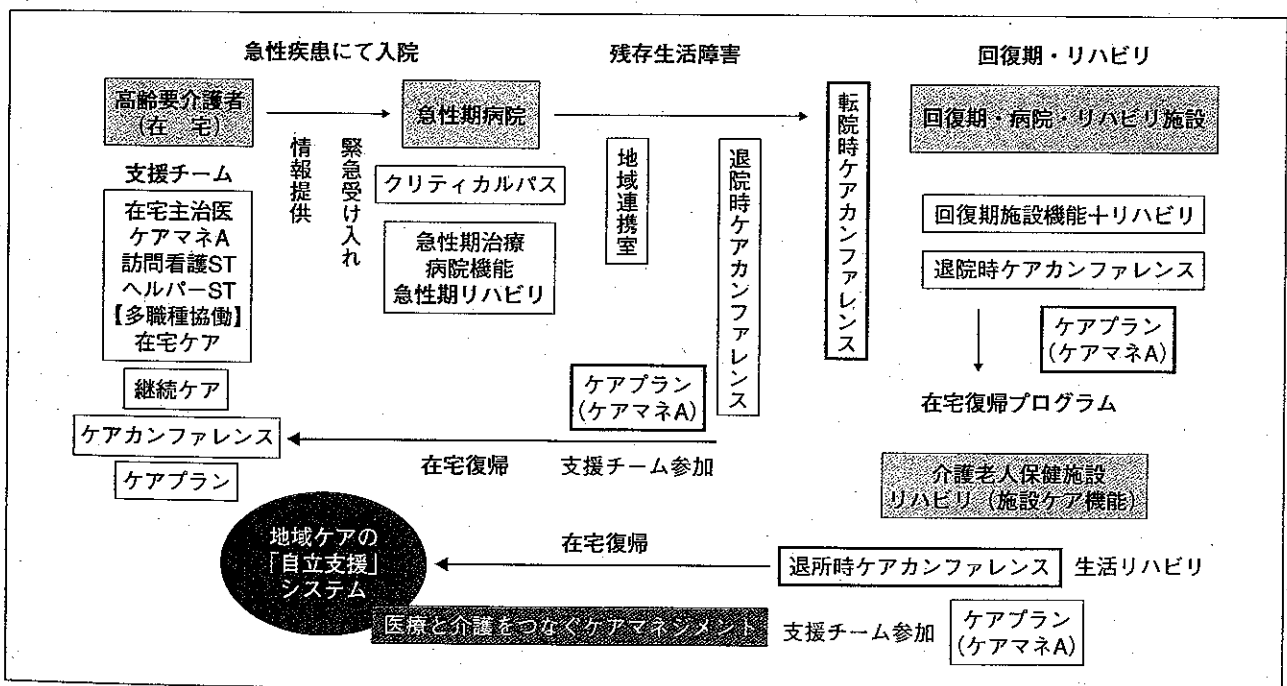 急性疾患にて入院
残存生活障害
回復期・リハビリ
高齢要介護者
(在 宅)
急性期病院
転院時ケアカンファレンス
回復期・病院・リハビリ施設
情報提供
緊急受け入れ
支援チーム
在宅主治医
ケアマネA
訪問看護ST
ヘルパーST
【多職種協働】
在宅ケア
クリティカルパス
急性期治療
病院機能
急性期リハビリ
地域連携室
退院時ケアカンファレンス
回復期施設機能+リハビリ
退院時ケアカンファレンス
ケアプラン
(ケアマネA)
在宅復帰プログラム
継続ケア
ケアカンファレンス
ケアプラン
ケアプラン
(ケアマネA)
在宅復帰
支援チーム参加
介護老人保健施設
リハビリ(施設ケア機能)
地域ケアの
「自立支援」
システム
在宅復帰
退所時ケアカンファレンス
生活リハビリ
医療と介護をつなぐケアマネジメント
支援チーム参加
ケアプラン
(ケアマネA)